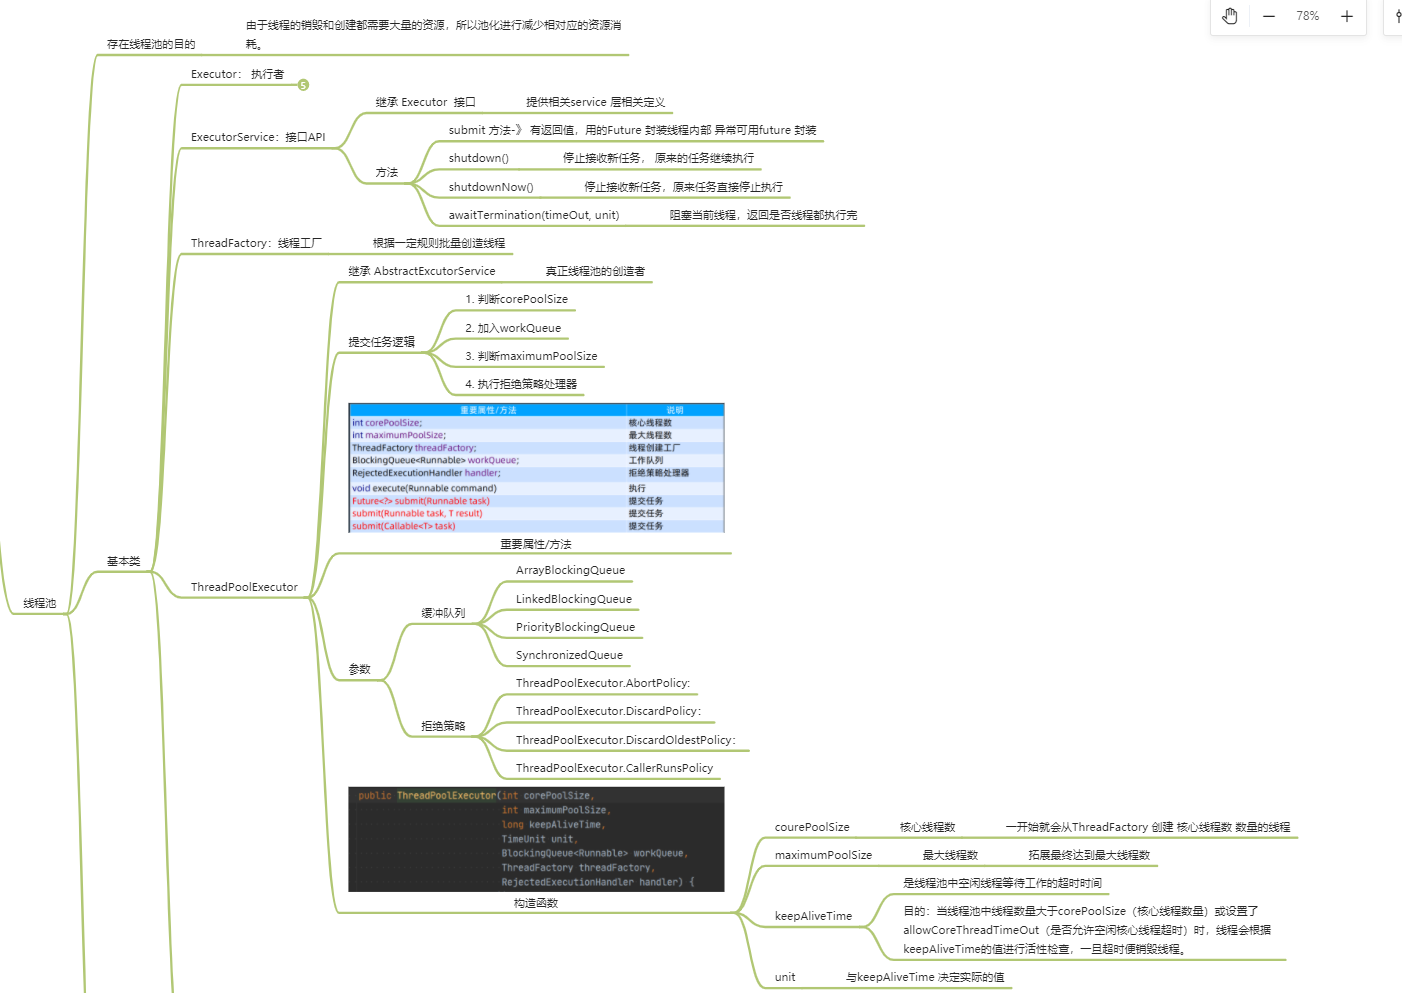 78%
线程池
存在线程池的目的
由于线程的销毁和创建都需要大量的资源，所以池化进行减少相对应的资源消
耗。
基本类
Executor： 执行者
5
ExecutorService：接口API
继承 Executor 接口
提供相关service 层相关定义
方法
submit 方法-》 有返回值，用的Future 封装线程内部 异常可用future 封装
shutdown()
停止接收新任务， 原来的任务继续执行
shutdownNow()
停止接收新任务，原来任务直接停止执行
awaitTermination(timeOut, unit)
阻塞当前线程，返回是否线程都执行完
ThreadFactory：线程工厂
根据一定规则批量创造线程
ThreadPoolExecutor
继承 AbstractExcutorService
真正线程池的创造者
提交任务逻辑
1. 判断corePoolSize
2. 加入workQueue
3. 判断maximumPoolSize
4. 执行拒绝策略处理器
重要属性/方法 说明
int corePoolSize; 核心线程数
int maximumPoolSize; 最大线程数
ThreadFactory threadFactory; 线程创建工厂
BlockingQueue<Runnable> workQueue; 工作队列
RejectedExecutionHandler handler; 拒绝策略处理器
void execute(Runnable command) 执行
Future<?> submit(Runnable task) 提交任务
submit(Runnable task, T result) 提交任务
submit(Callable<T> task) 提交任务
重要属性/方法
参数
缓冲队列
ArrayBlockingQueue
LinkedBlockingQueue
PriorityBlockingQueue
SynchronizedQueue
拒绝策略
ThreadPoolExecutor.AbortPolicy:
ThreadPoolExecutor.DiscardPolicy：
ThreadPoolExecutor.DiscardOldestPolicy：
ThreadPoolExecutor.CallerRunsPolicy
public ThreadPoolExecutor(int corePoolSize,
int maximumPoolSize,
long keepAliveTime,
TimeUnit unit,
BlockingQueue<Runnable> workQueue,
ThreadFactory threadFactory,
RejectedExecutionHandler handler) {
构造函数
courePoolSize
核心线程数
一开始就会从ThreadFactory 创建 核心线程数 数量的线程
maximumPoolSize
最大线程数
拓展最终达到最大线程数
keepAliveTime
是线程池中空闲线程等待工作的超时时间
目的：当线程池中线程数量大于corePoolSize（核心线程数量）或设置了
allowCoreThreadTimeOut（是否允许空闲核心线程超时）时，线程会根据
keepAliveTime的值进行活性检查，一旦超时便销毁线程。
unit
与keepAliveTime 决定实际的值